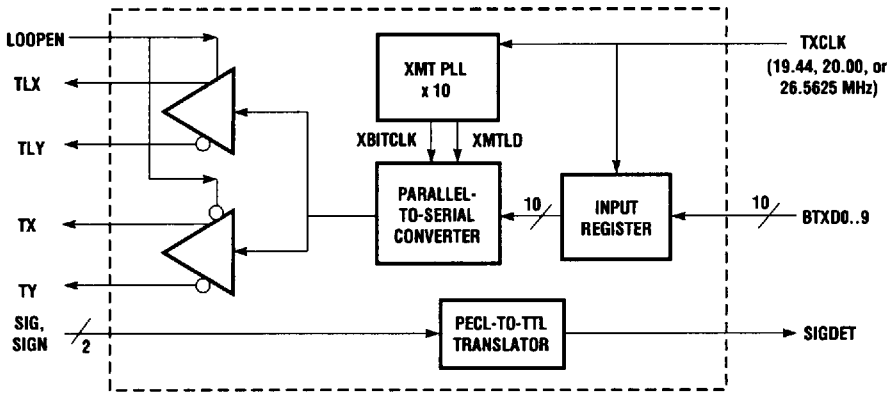 LOOPEN
TLX
TLY
TX
TY
SIG,
SIGN
2
XMT PLL
x 10
XBITCLK
XMTLD
PARALLEL-
TO-SERIAL
CONVERTER
10
INPUT
REGISTER
10
TXCLK
(19.44, 20.00, or
26.5625 MHz)
BTXD0..9
PECL-TO-TTL
TRANSLATOR
SIGDET